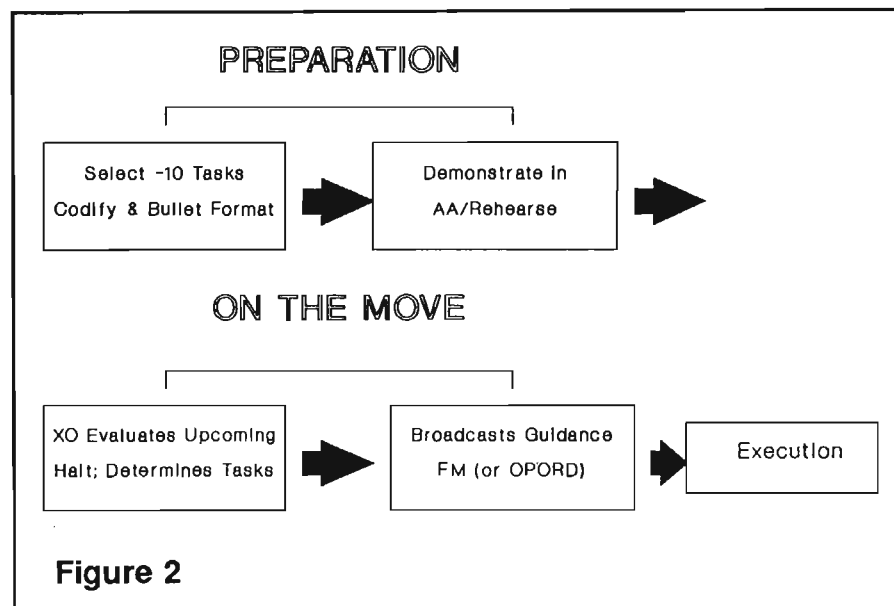 PREPARATION
Select -10 Tasks
Codify & Bullet Format
Demonstrate in
AA/Rehearse
ON THE MOVE
XO Evaluates Upcoming
Halt; Determines Tasks
Broadcasts Guidance
FM (or OPORD)
Execution
Figure 2